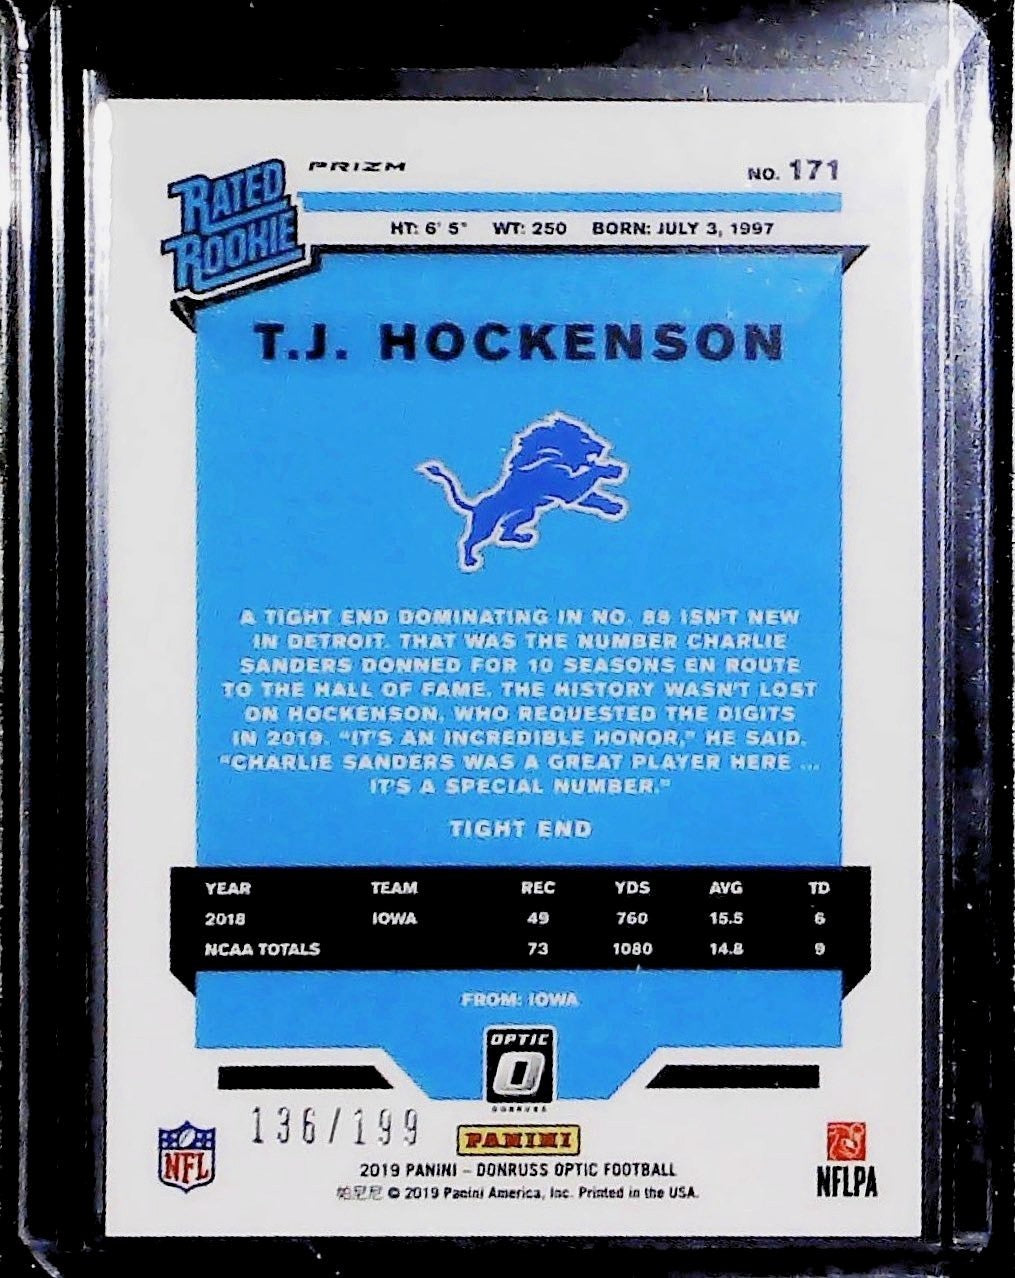 RATED
ROOKIE
PRIZM
NO. 171
HT: 6' 5" WT: 250 BORN: JULY 3, 1997
T.J. HOCKENSON
A TIGHT END DOMINATING IN NO. 88 ISN'T NEW
IN DETROIT. THAT WAS THE NUMBER CHARLIE
SANDERS DONNED FOR 10 SEASONS EN ROUTE
TO THE HALL OF FAME. THE HISTORY WASN'T LOST
ON HOCKENSON, WHO REQUESTED THE DIGITS
IN 2019. "IT'S AN INCREDIBLE HONOR," HE SAID.
"CHARLIE SANDERS WAS A GREAT PLAYER HERE ...
IT'S A SPECIAL NUMBER."
TIGHT END
YEAR TEAM REC YDS AVG TD
2018 IOWA 49 760 15.5 6
NCAA TOTALS 73 1080 14.8 9
FROM: IOWA
OPTIC
O
DONRUSS
136/199
NFL
PANINI
NFLPA
2019 PANINI – DONRUSS OPTIC FOOTBALL
帕尼尼 © 2019 Panini America, Inc. Printed in the USA.